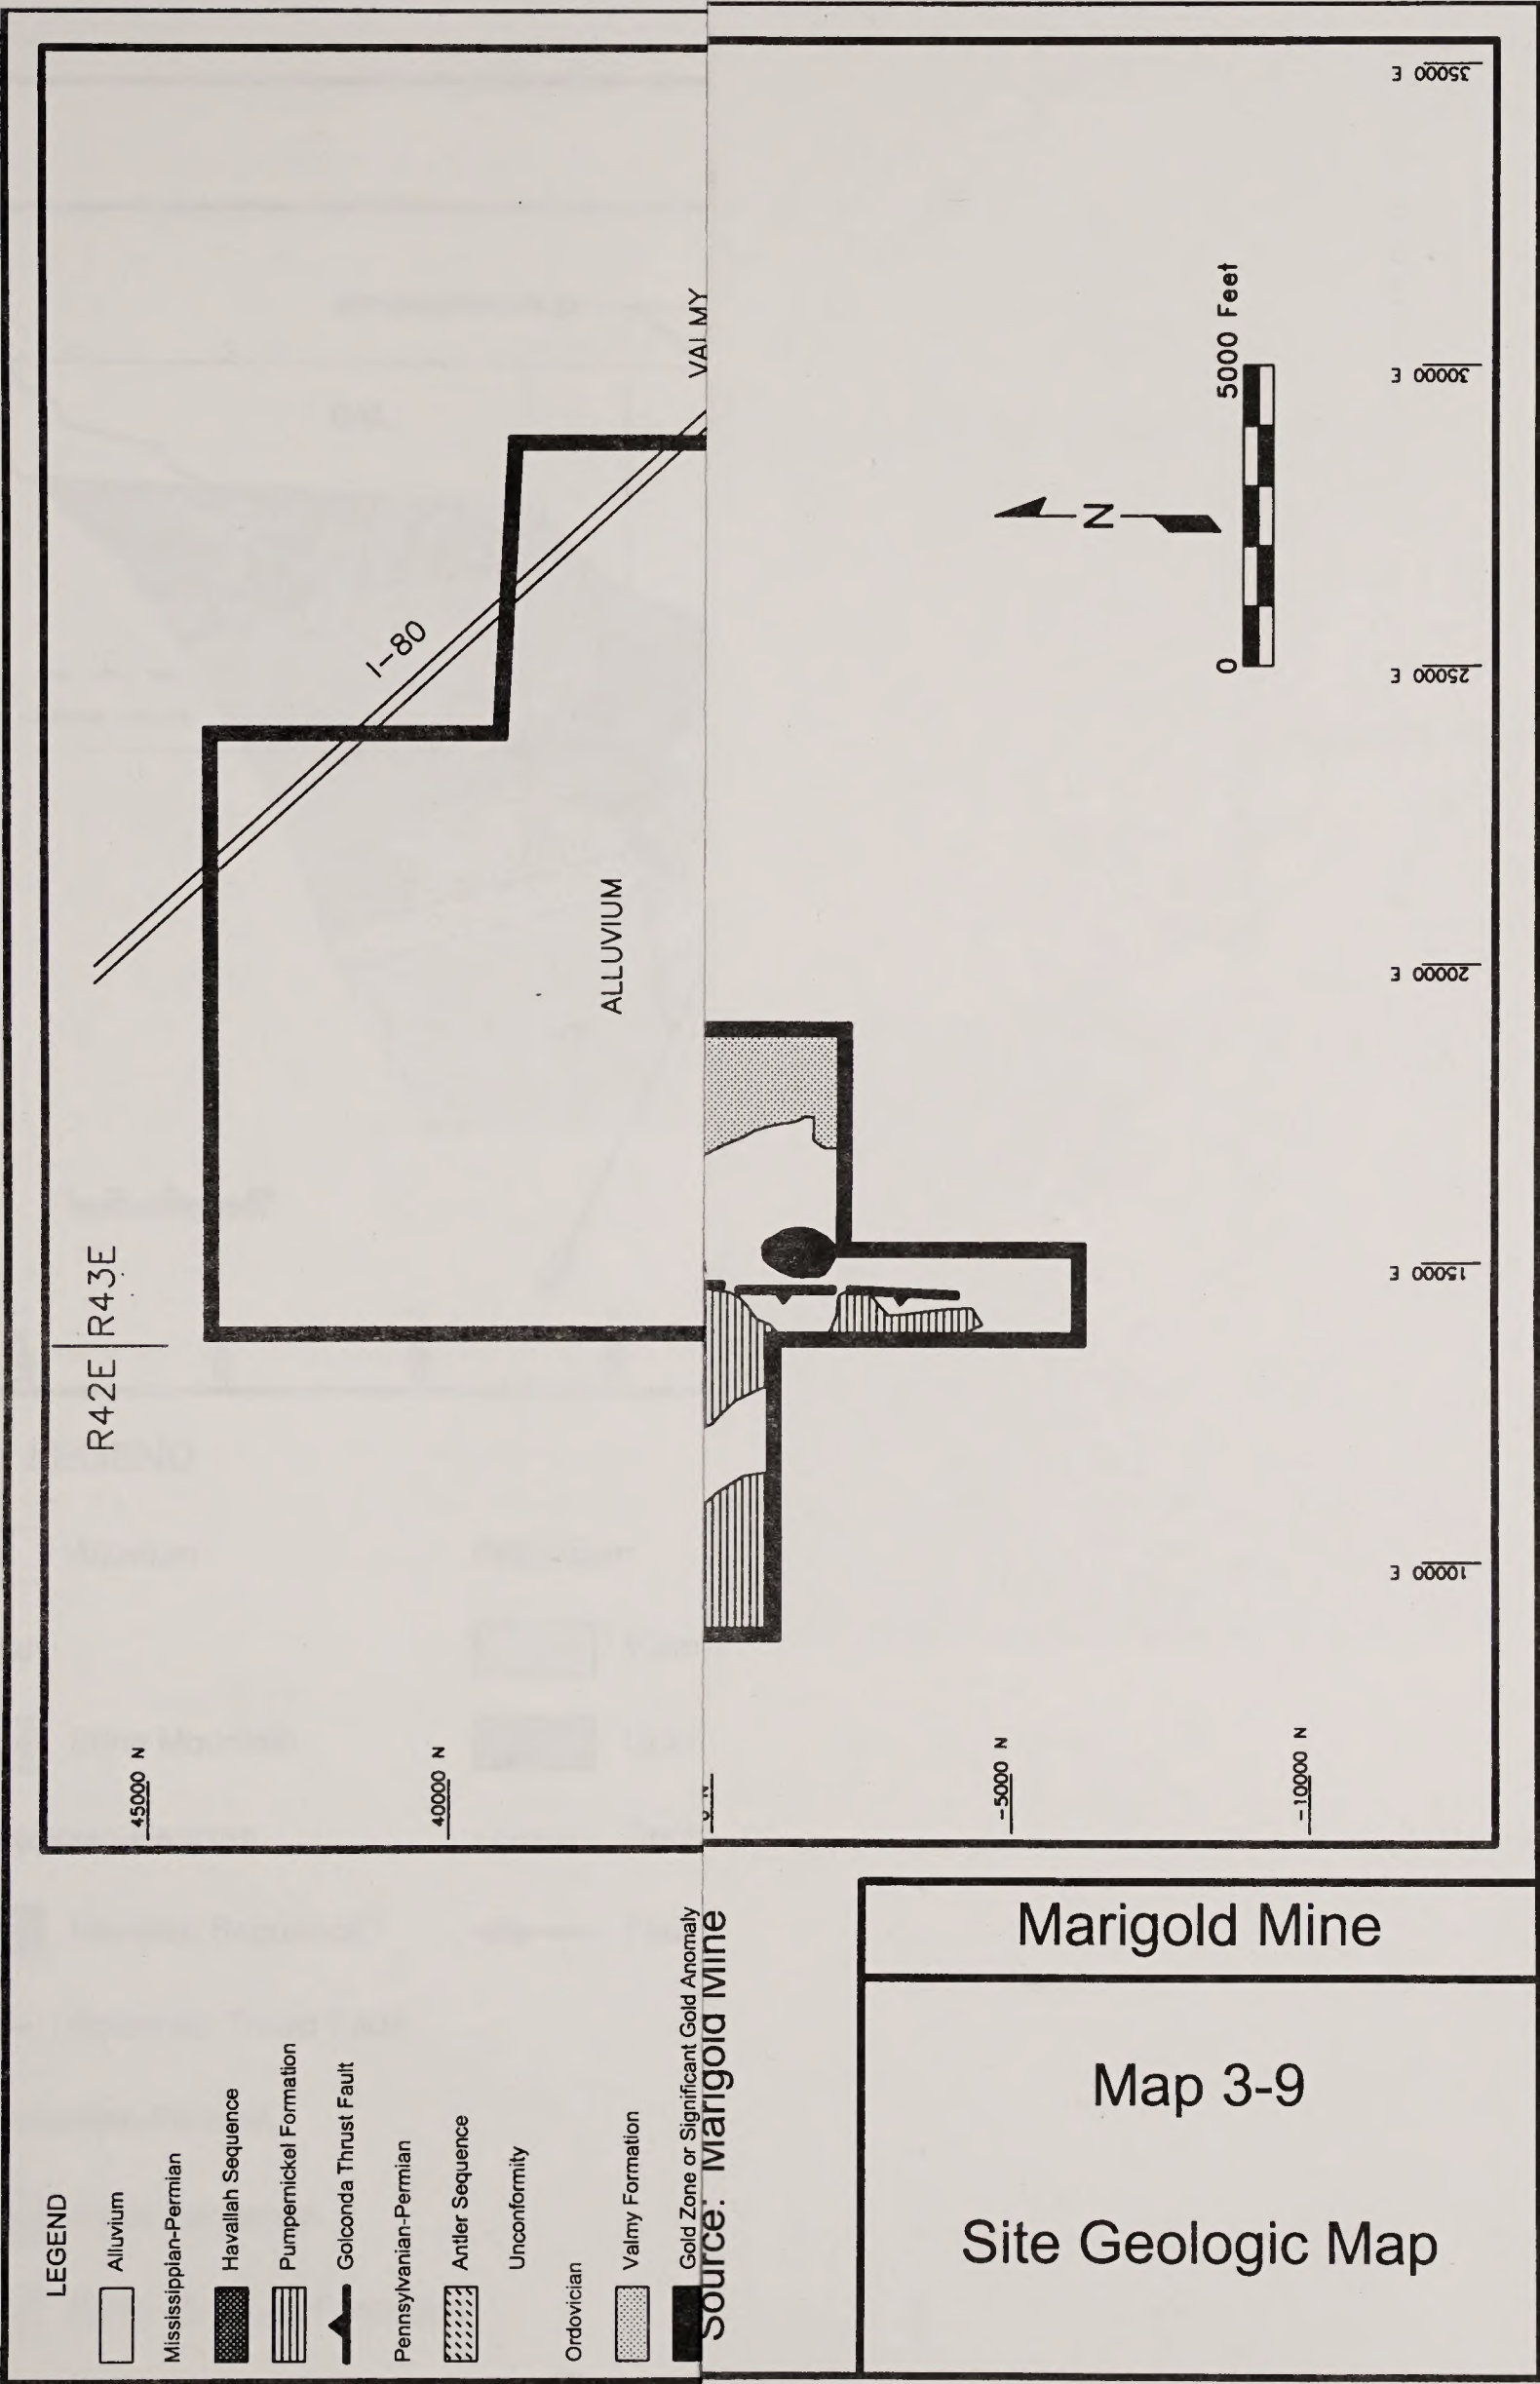 35000 E
30000 E
25000 E
20000 E
15000 E
10000 E
5000 Feet
0
N
VALMY
I-80
ALLUVIUM
R42E R43E
45000 N
40000 N
-5000 N
-10000 N
LEGEND
Alluvium
Mississippian-Permian
Havallah Sequence
Pumpernickel Formation
Golconda Thrust Fault
Pennsylvanian-Permian
Antler Sequence
Unconformity
Ordovician
Valmy Formation
Gold Zone or Significant Gold Anomaly
Source: Marigold Mine
Marigold Mine
Map 3-9
Site Geologic Map